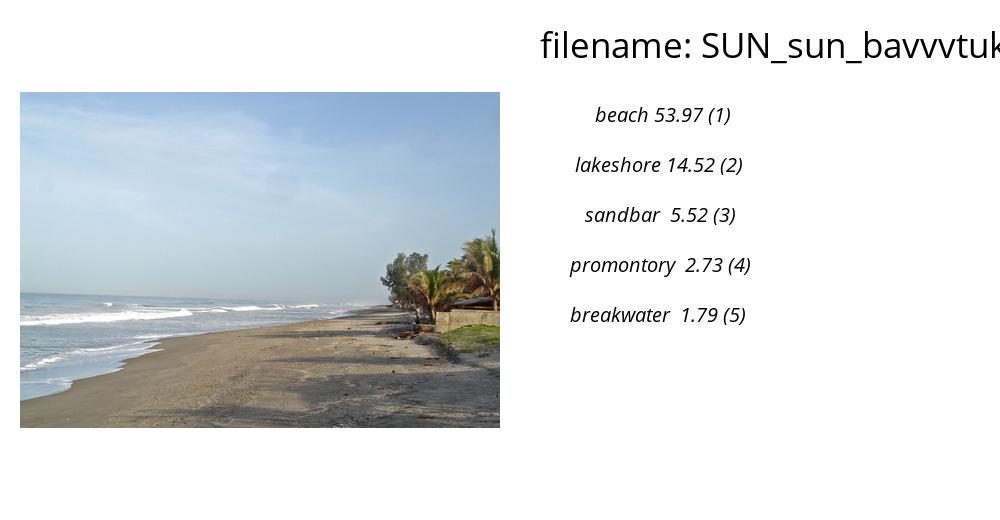 filename: SUN_sun_bavvvtuk
beach 53.97 (1)
lakeshore 14.52 (2)
sandbar 5.52 (3)
promontory 2.73 (4)
breakwater 1.79 (5)